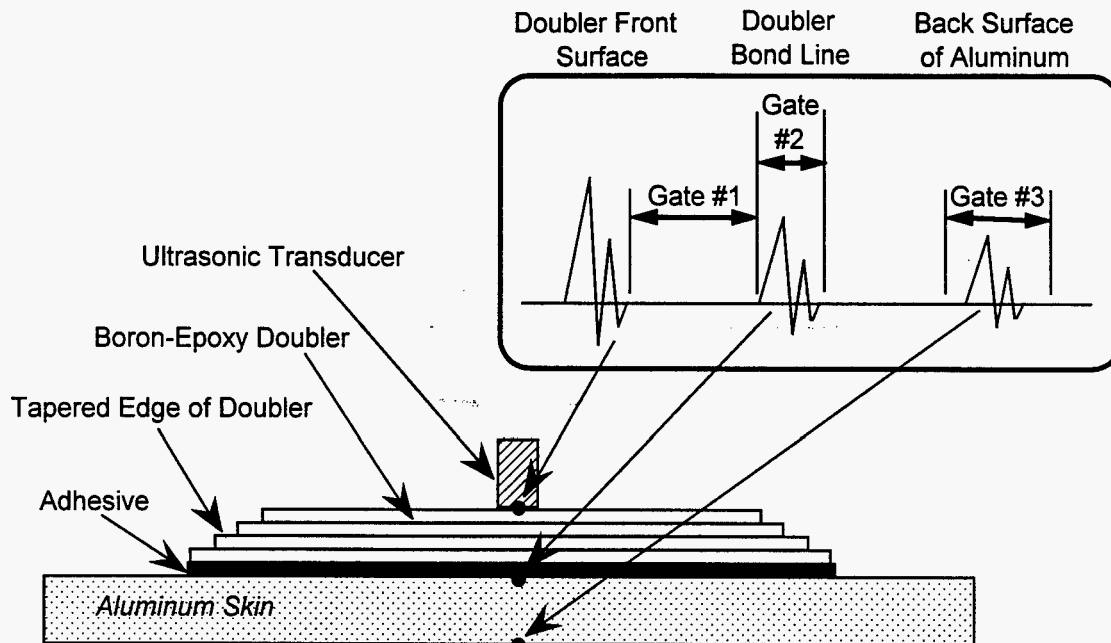 Doubler Front
Surface
Doubler
Bond Line
Back Surface
of Aluminum
Gate
#2
Gate #1
Gate #3
Ultrasonic Transducer
Boron-Epoxy Doubler
Tapered Edge of Doubler
Adhesive
Aluminum Skin